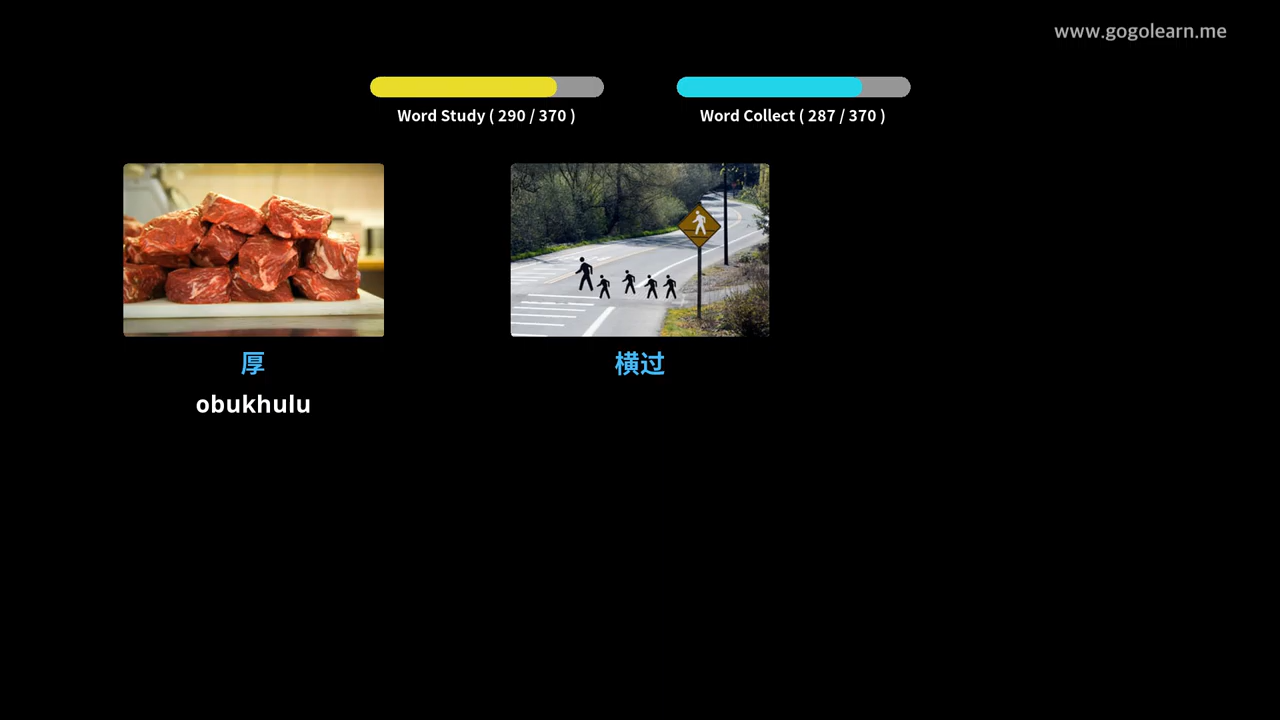 www.gogolearn.me
Word Study ( 290 / 370 )
Word Collect ( 287 / 370 )
厚
obukhulu
横过